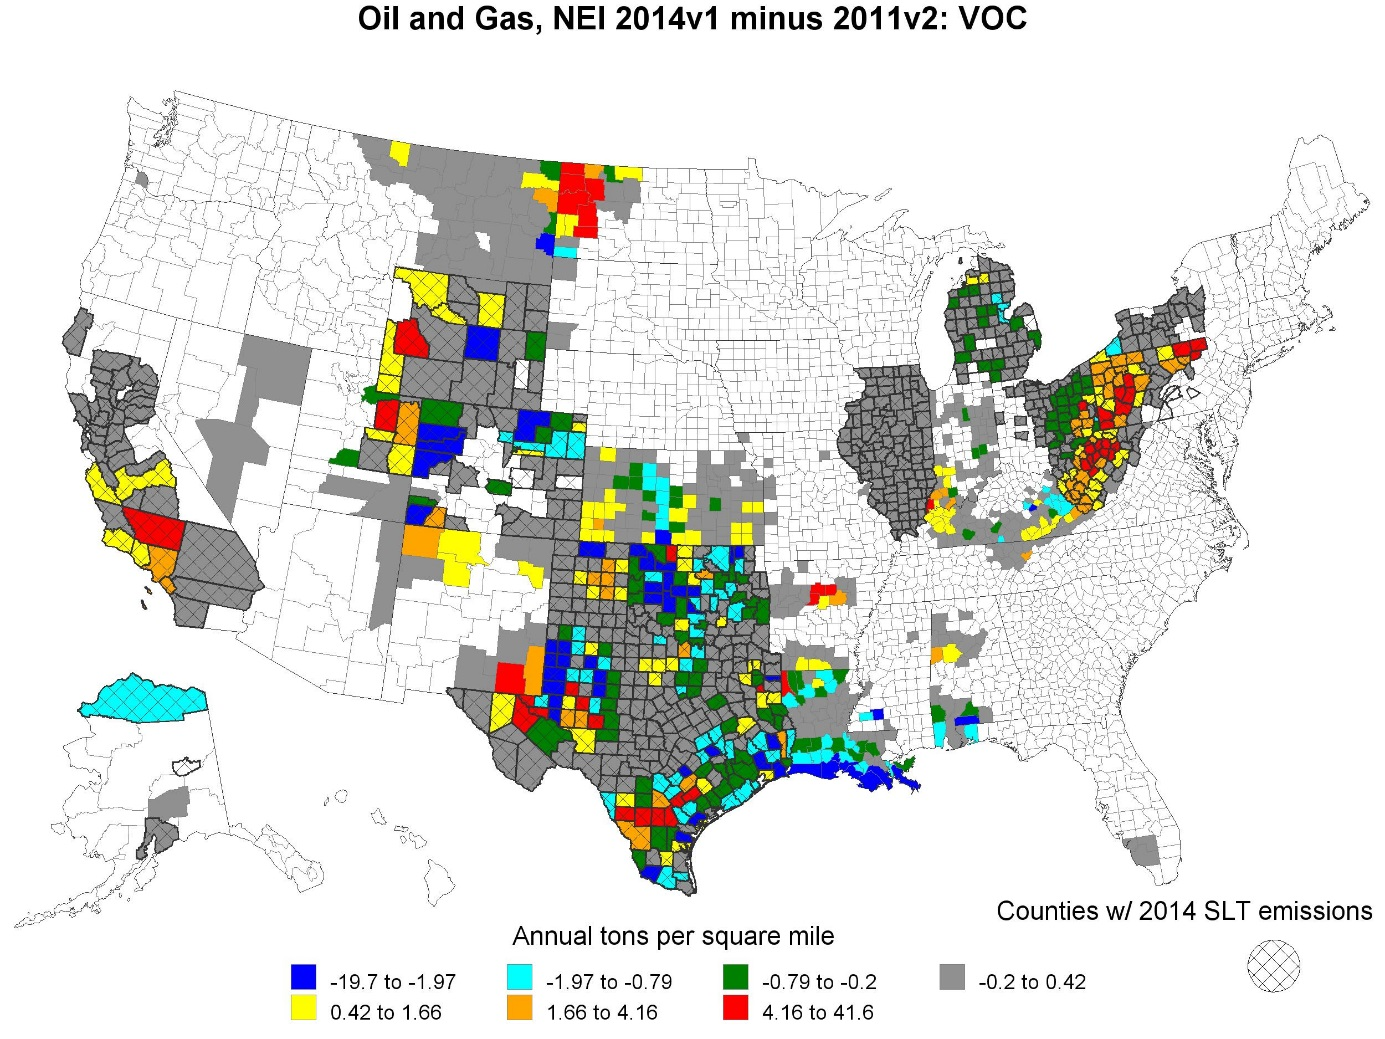 Oil and Gas, NEI 2014v1 minus 2011v2: VOC
Counties w/ 2014 SLT emissions
Annual tons per square mile
-19.7 to -1.97
-1.97 to -0.79
-0.79 to -0.2
-0.2 to 0.42
0.42 to 1.66
1.66 to 4.16
4.16 to 41.6